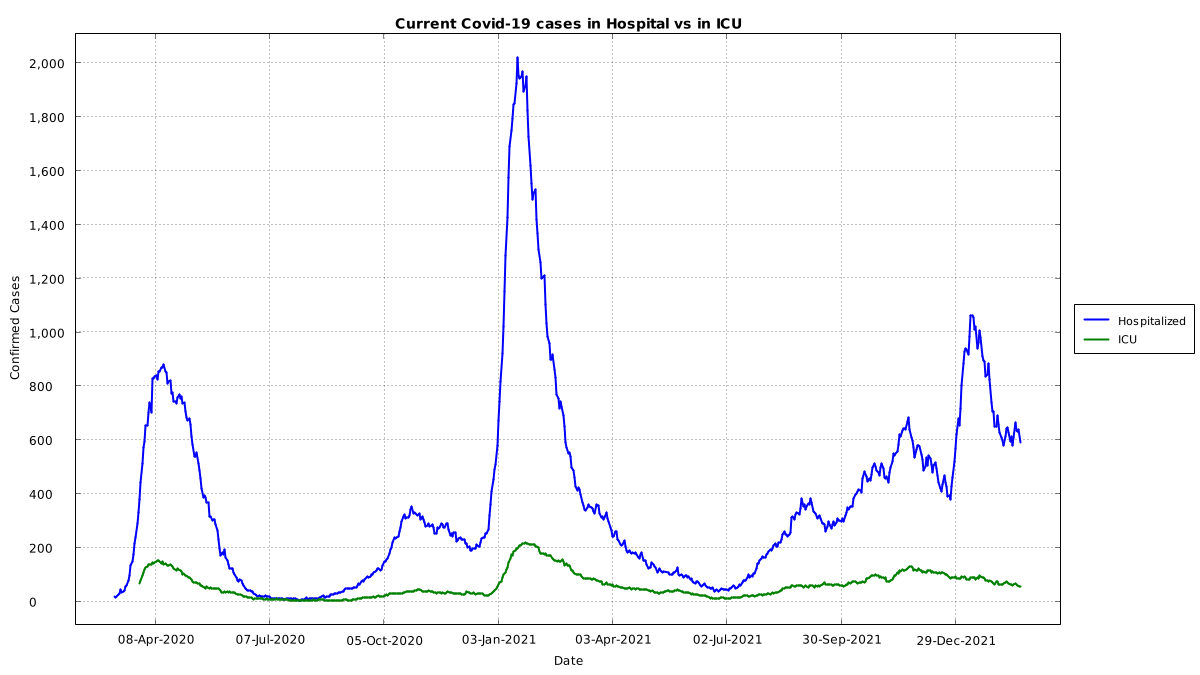 Current Covid-19 cases in Hospital vs in ICU
Confirmed Cases
2,000
1,800
1,600
1,400
1,200
1,000
800
600
400
200
0
08-Apr-2020
07-Jul-2020
05-Oct-2020
03-Jan-2021
03-Apr-2021
02-Jul-2021
30-Sep-2021
29-Dec-2021
Date
Hospitalized
ICU